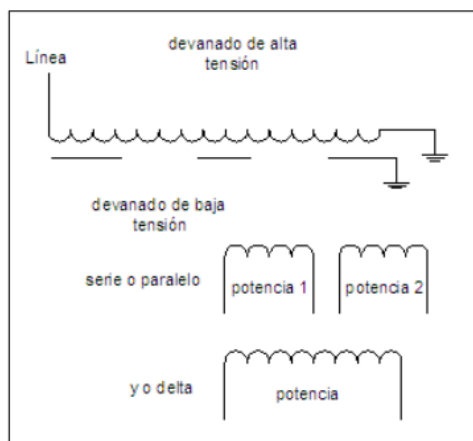 devanado de alta
tensión
Línea
devanado de baja
tensión
serie o paralelo
potencia 1
potencia 2
y o delta
potencia